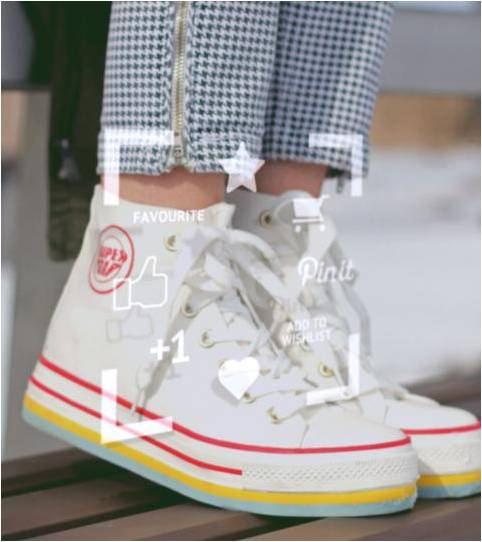 FAVOURITE
Pinit
ADD TO
WISHLIST
+1